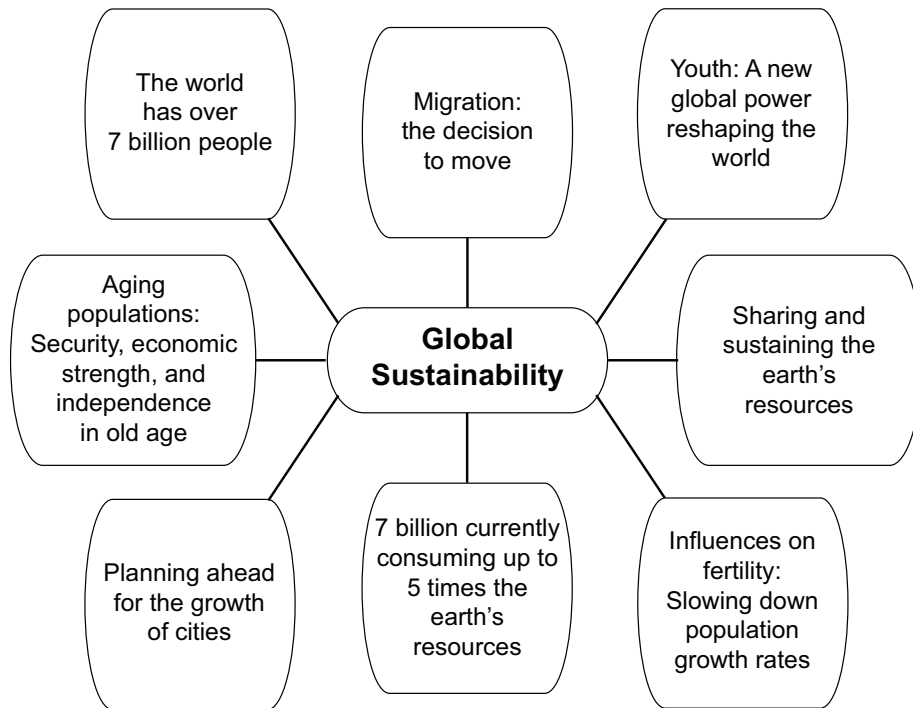 The world
has over
7 billion people
Migration:
the decision
to move
Youth: A new
global power
reshaping the
world
Aging
populations:
Security, economic
strength, and
independence
in old age
Global
Sustainability
Sharing and
sustaining the
earth’s
resources
Planning ahead
for the growth
of cities
7 billion currently
consuming up to
5 times the
earth’s
resources
Influences on
fertility:
Slowing down
population
growth rates